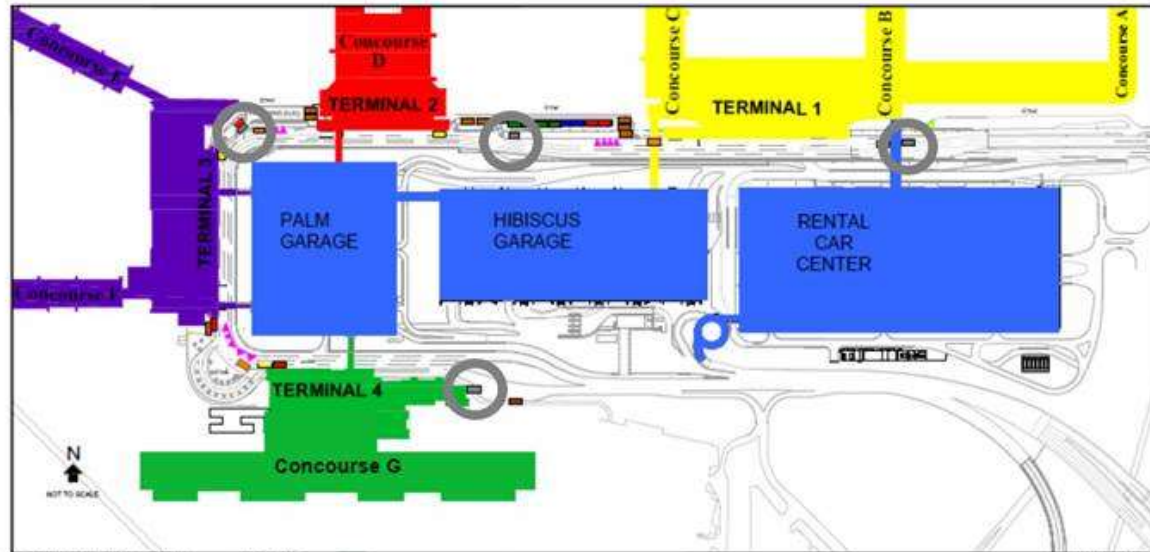 Concourse E
Concourse
D
Concourse C
Concourse B
Concourse A
TERMINAL 2
TERMINAL 1
TERMINAL 3
PALM
GARAGE
HIBISCUS
GARAGE
RENTAL
CAR
CENTER
Concourse F
TERMINAL 4
Concourse G
N
NOT TO SCALE